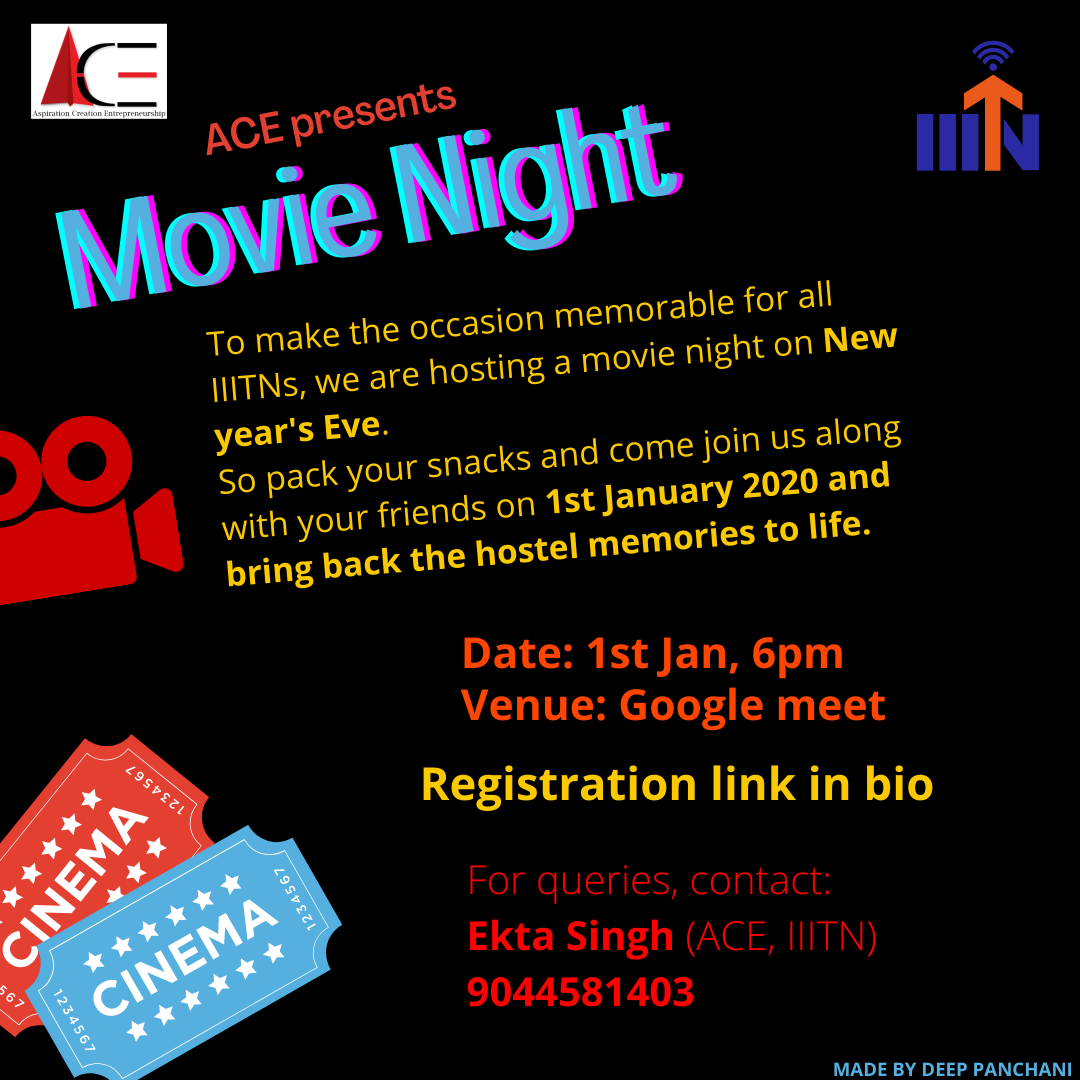 ACE
Aspiration Creation Entrepreneurship
IIITN
ACE presents
Movie Night
To make the occasion memorable for all
IIITNs, we are hosting a movie night on New
year's Eve.
So pack your snacks and come join us along
with your friends on 1st January 2020 and
bring back the hostel memories to life.
Date: 1st Jan, 6pm
Venue: Google meet
Registration link in bio
For queries, contact:
Ekta Singh (ACE, IIITN)
9044581403
1234567
CINEMA
567
1234567
CINEMA
1234567
MADE BY DEEP PANCHANI